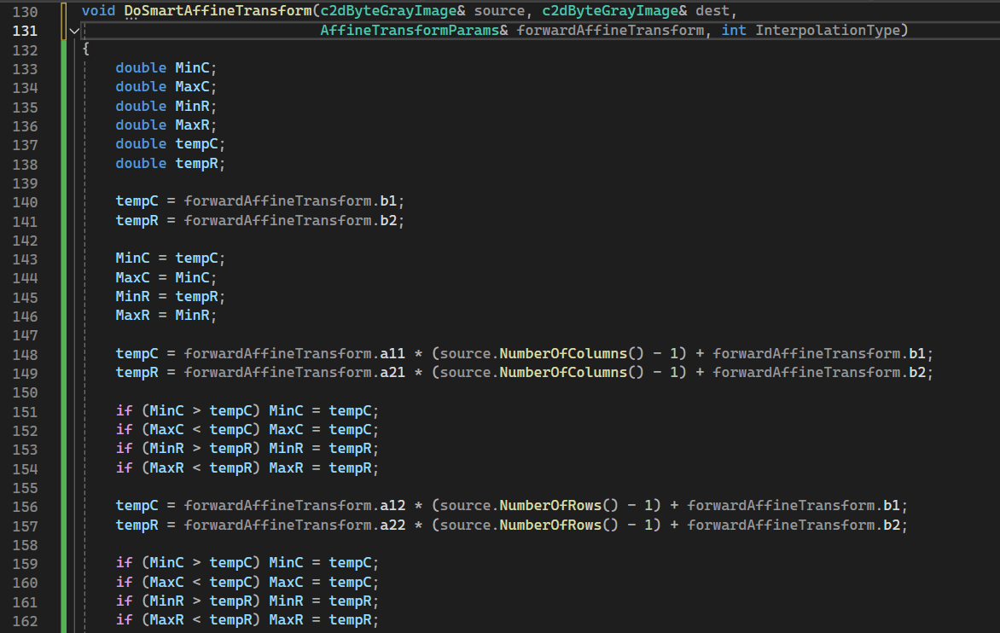 130 void DoSmartAffineTransform(c2dByteGrayImage& source, c2dByteGrayImage& dest,
131                             AffineTransformParams& forwardAffineTransform, int InterpolationType)
132 {
133     double MinC;
134     double MaxC;
135     double MinR;
136     double MaxR;
137     double tempC;
138     double tempR;
139
140     tempC = forwardAffineTransform.b1;
141     tempR = forwardAffineTransform.b2;
142
143     MinC = tempC;
144     MaxC = MinC;
145     MinR = tempR;
146     MaxR = MinR;
147
148     tempC = forwardAffineTransform.a11 * (source.NumberOfColumns() - 1) + forwardAffineTransform.b1;
149     tempR = forwardAffineTransform.a21 * (source.NumberOfColumns() - 1) + forwardAffineTransform.b2;
150
151     if (MinC > tempC) MinC = tempC;
152     if (MaxC < tempC) MaxC = tempC;
153     if (MinR > tempR) MinR = tempR;
154     if (MaxR < tempR) MaxR = tempR;
155
156     tempC = forwardAffineTransform.a12 * (source.NumberOfRows() - 1) + forwardAffineTransform.b1;
157     tempR = forwardAffineTransform.a22 * (source.NumberOfRows() - 1) + forwardAffineTransform.b2;
158
159     if (MinC > tempC) MinC = tempC;
160     if (MaxC < tempC) MaxC = tempC;
161     if (MinR > tempR) MinR = tempR;
162     if (MaxR < tempR) MaxR = tempR;